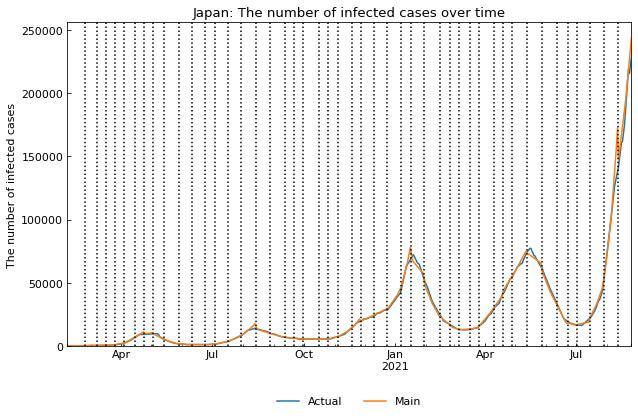 Japan: The number of infected cases over time
The number of infected cases
250000
200000
150000
100000
50000
0
Apr Jul Oct Jan Apr Jul
2021
Actual Main